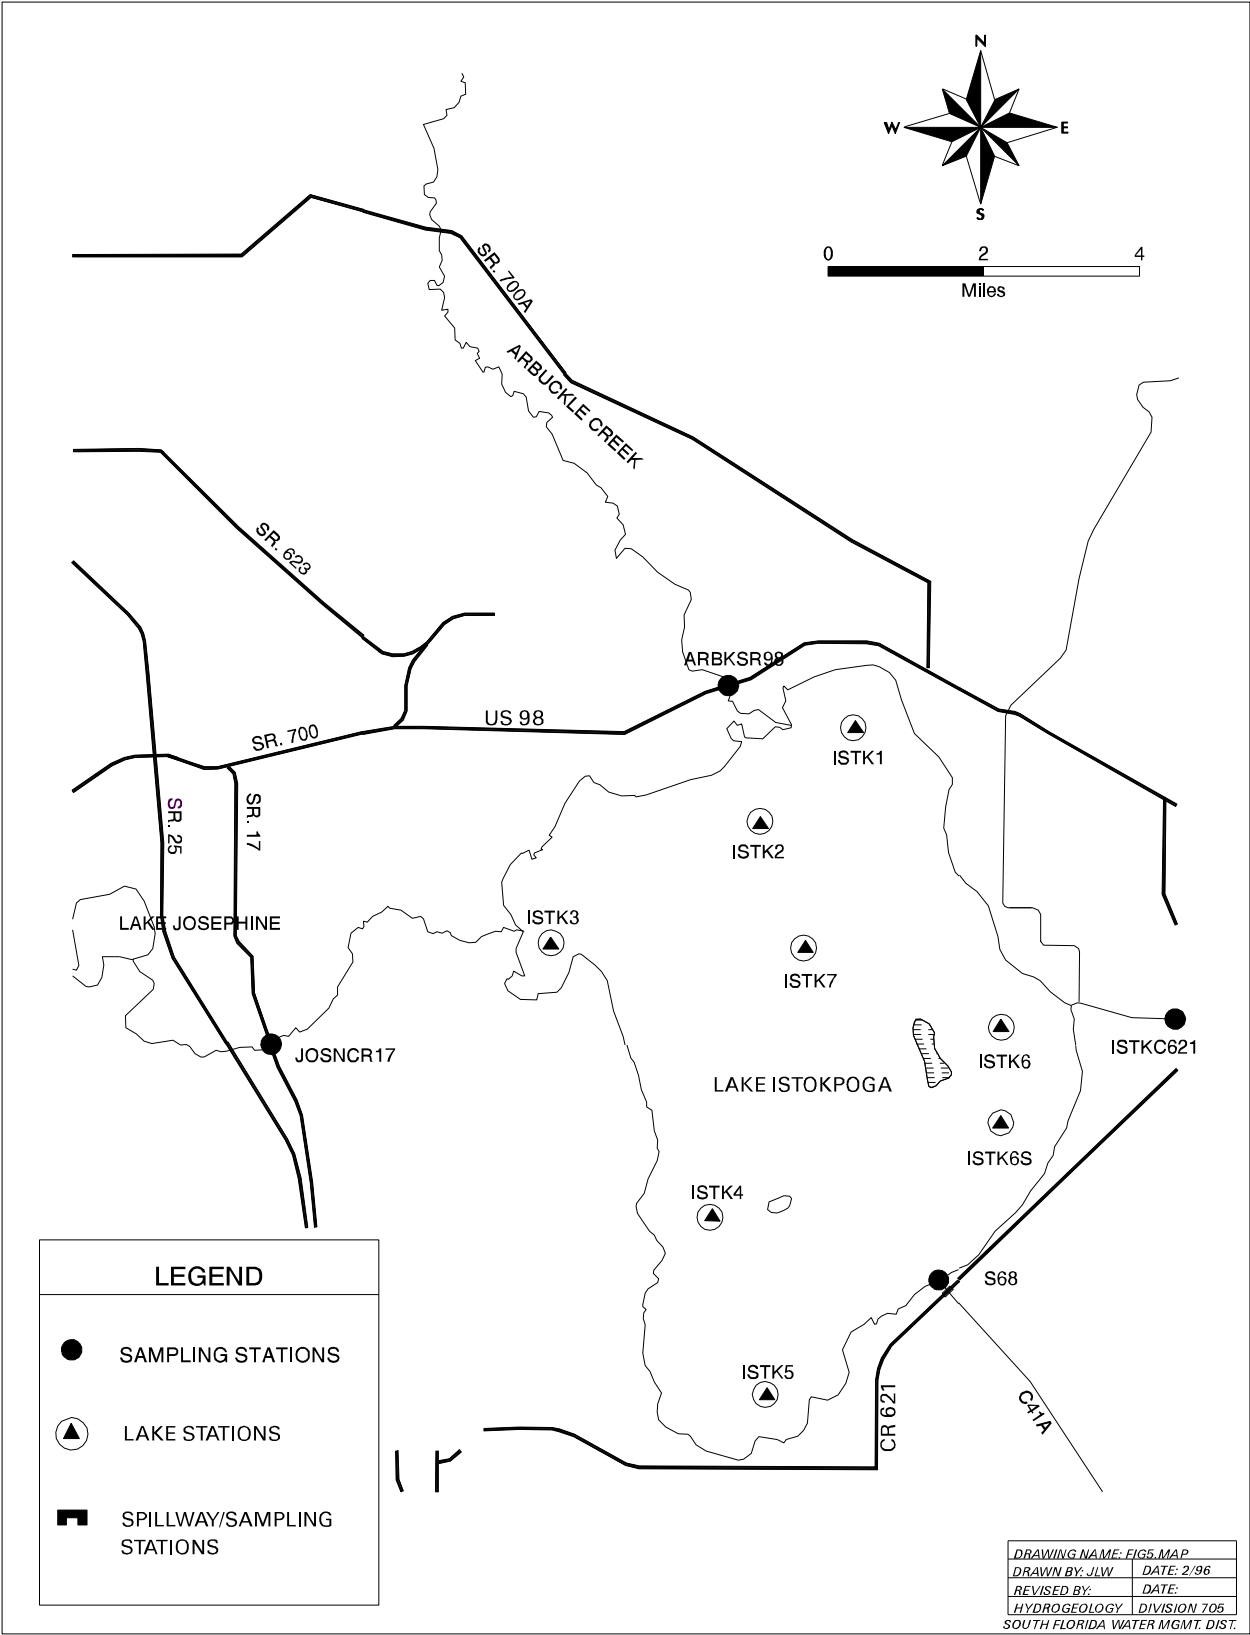 N
W E
S
0 2 4
Miles
SR. 700A
ARBUCKLE CREEK
SR. 623
ARBKSR98
US 98
SR. 700
ISTK1
SR. 25
SR. 17
ISTK2
LAKE JOSEPHINE
ISTK3
ISTK7
JOSNCR17
ISTKC621
ISTK6
LAKE ISTOKPOGA
ISTK6S
ISTK4
S68
ISTK5
CR 621
C41A
LEGEND
SAMPLING STATIONS
LAKE STATIONS
SPILLWAY/SAMPLING
STATIONS
DRAWING NAME: FIG5.MAP
DRAWN BY: JLW DATE: 2/96
REVISED BY: DATE:
HYDROGEOLOGY DIVISION 705
SOUTH FLORIDA WATER MGMT. DIST.